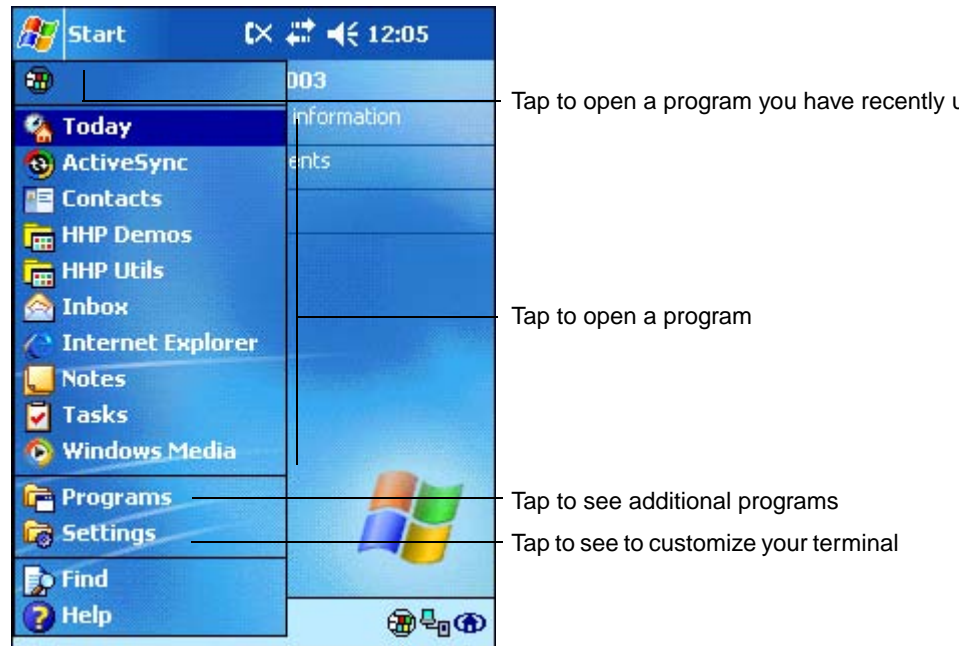 Start 12:05
003
Tap to open a program you have recently
Today
information
ActiveSync
ents
Contacts
HHP Demos
HHP Utils
Inbox
Tap to open a program
Internet Explorer
Notes
Tasks
Windows Media
Programs
Tap to see additional programs
Settings
Tap to see to customize your terminal
Find
Help